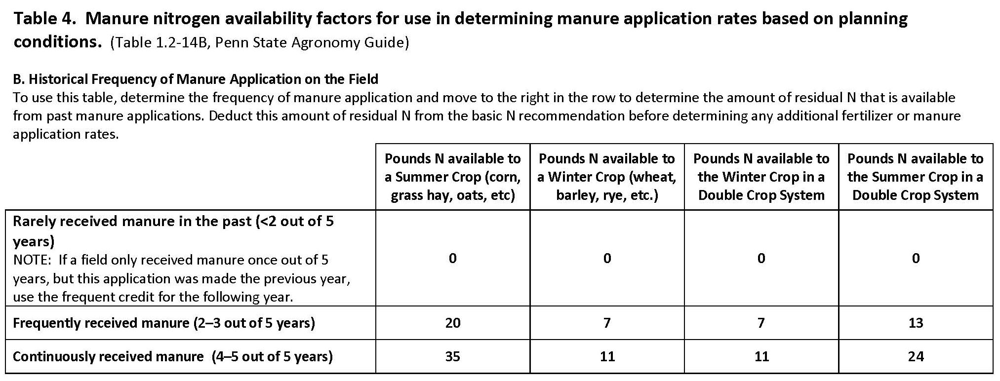 Table 4.  Manure nitrogen availability factors for use in determining manure application rates based on planning
conditions.  (Table 1.2-14B, Penn State Agronomy Guide)
B. Historical Frequency of Manure Application on the Field
To use this table, determine the frequency of manure application and move to the right in the row to determine the amount of residual N that is available
from past manure applications. Deduct this amount of residual N from the basic N recommendation before determining any additional fertilizer or manure
application rates.
Pounds N available to
a Summer Crop (corn,
grass hay, oats, etc)
Pounds N available to
a Winter Crop (wheat,
barley, rye, etc.)
Pounds N available to
the Winter Crop in a
Double Crop System
Pounds N available to
the Summer Crop in a
Double Crop System
Rarely received manure in the past (<2 out of 5
years)
NOTE:  If a field only received manure once out of 5
years, but this application was made the previous year,
use the frequent credit for the following year.
0
0
0
0
Frequently received manure (2–3 out of 5 years)
20
7
7
13
Continuously received manure  (4–5 out of 5 years)
35
11
11
24